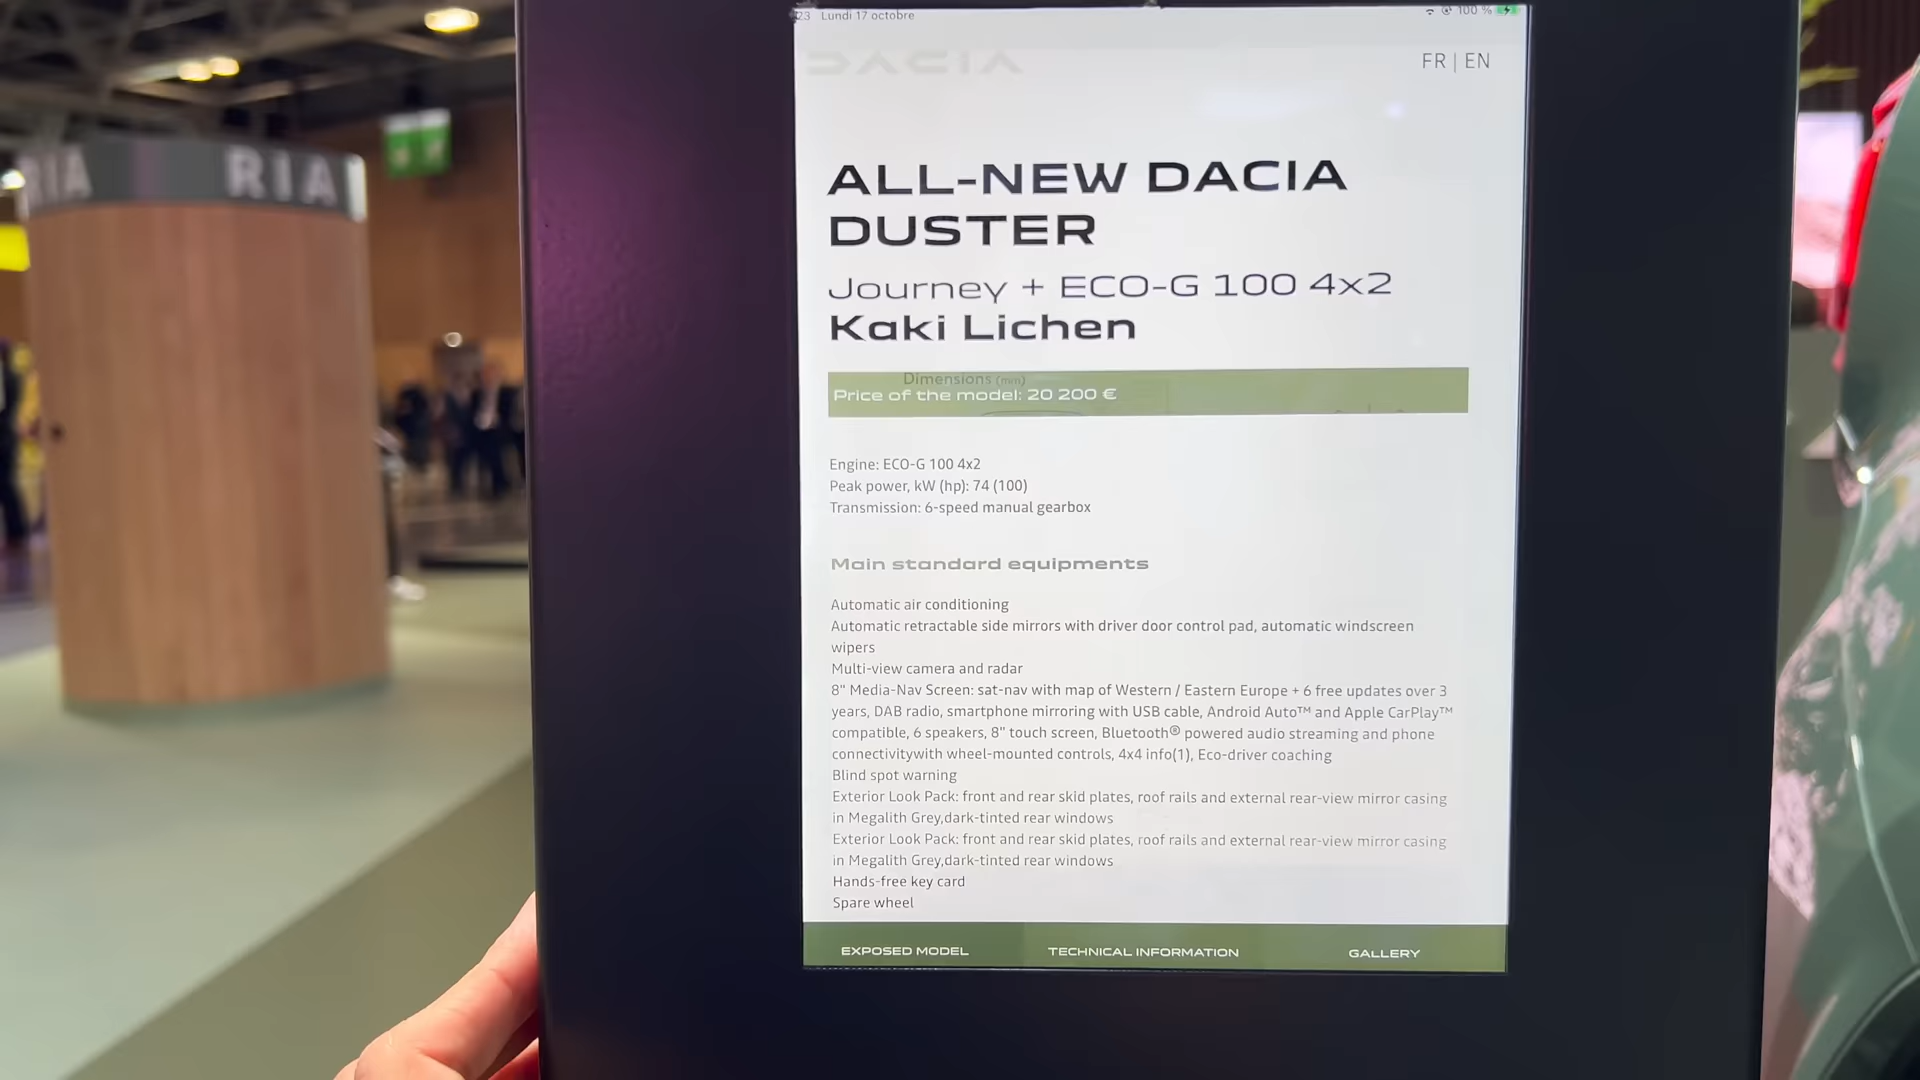 23 Lundi 17 octobre
100 %
DACIA
FR | EN
RIA
RIA
ALL-NEW DACIA
DUSTER
Journey + ECO-G 100 4x2
Kaki Lichen
Dimensions (mm)
Price of the model: 20 200 €
Engine: ECO-G 100 4x2
Peak power, kW (hp): 74 (100)
Transmission: 6-speed manual gearbox
Main standard equipments
Automatic air conditioning
Automatic retractable side mirrors with driver door control pad, automatic windscreen
wipers
Multi-view camera and radar
8" Media-Nav Screen: sat-nav with map of Western / Eastern Europe + 6 free updates over 3
years, DAB radio, smartphone mirroring with USB cable, Android Auto™ and Apple CarPlay™
compatible, 6 speakers, 8" touch screen, Bluetooth® powered audio streaming and phone
connectivitywith wheel-mounted controls, 4x4 info(1), Eco-driver coaching
Blind spot warning
Exterior Look Pack: front and rear skid plates, roof rails and external rear-view mirror casing
in Megalith Grey,dark-tinted rear windows
Exterior Look Pack: front and rear skid plates, roof rails and external rear-view mirror casing
in Megalith Grey,dark-tinted rear windows
Hands-free key card
Spare wheel
EXPOSED MODEL TECHNICAL INFORMATION GALLERY